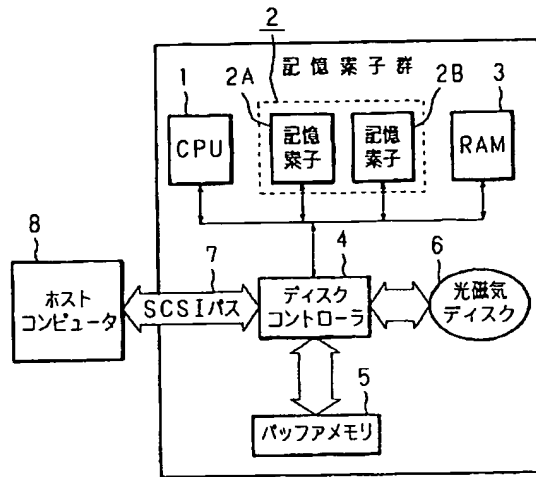 2
記憶素子群
1
2A
2B
3
CPU
記憶
素子
記憶
素子
RAM
8
7
4
6
ホスト
コンピュータ
SCSIバス
ディスク
コントローラ
光磁気
ディスク
5
バッファメモリ